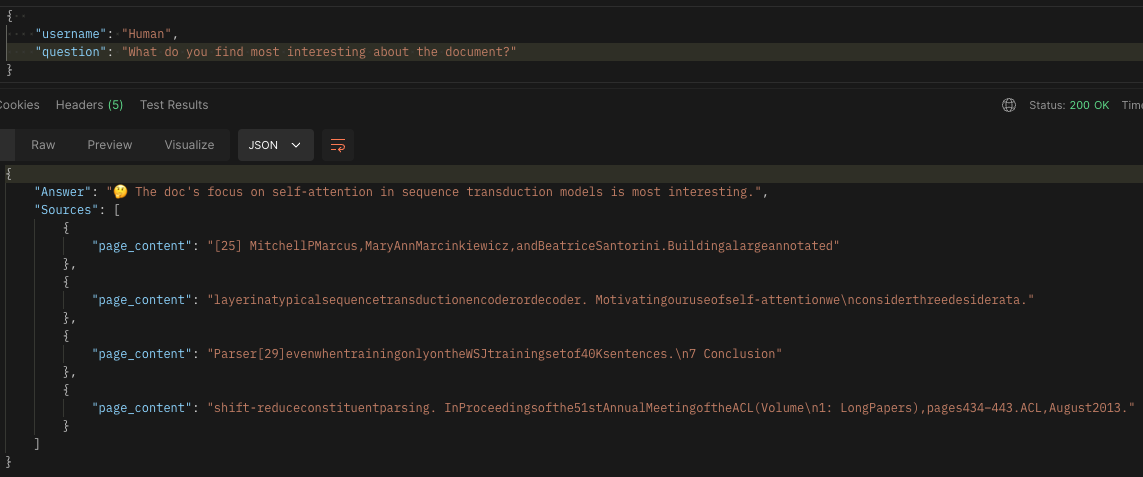 {
"username": "Human",
"question": "What do you find most interesting about the document?"
}
Cookies Headers (5) Test Results Status: 200 OK
Raw Preview Visualize JSON
{
"Answer": "🤔 The doc's focus on self-attention in sequence transduction models is most interesting.",
"Sources": [
{
"page_content": "[25] MitchellPMarcus,MaryAnnMarcinkiewicz,andBeatriceSantorini.Buildingalargeannotated"
},
{
"page_content": "layerinatypicalsequencetransductionencoderordecoder. Motivatingouruseofself-attentionwe\nconsiderthreedesiderata."
},
{
"page_content": "Parser[29]evenwhentrainingonlyontheWSJtrainingsetof40Ksentences.\n7 Conclusion"
},
{
"page_content": "shift-reduceconstituentparsing. InProceedingsofthe51stAnnualMeetingoftheACL(Volume\n1: LongPapers),pages434–443.ACL,August2013."
}
]
}